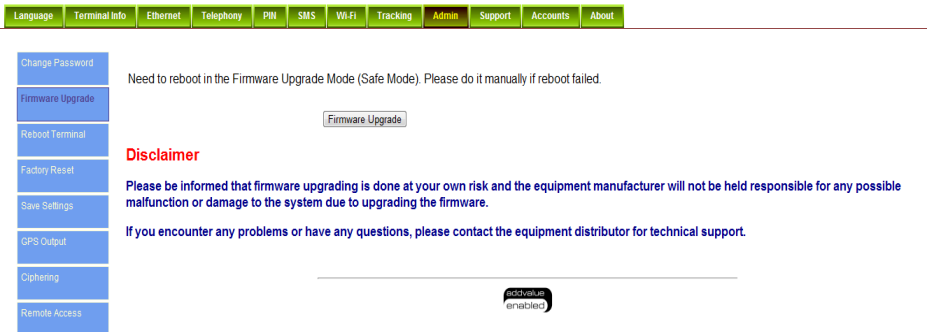 Language Terminal Info Ethernet Telephony PIN SMS Wi-Fi Tracking Admin Support Accounts About
Change Password
Firmware Upgrade
Reboot Terminal
Factory Reset
Save Settings
GPS Output
Ciphering
Remote Access
Need to reboot in the Firmware Upgrade Mode (Safe Mode). Please do it manually if reboot failed.
Firmware Upgrade
Disclaimer
Please be informed that firmware upgrading is done at your own risk and the equipment manufacturer will not be held responsible for any possible
malfunction or damage to the system due to upgrading the firmware.
If you encounter any problems or have any questions, please contact the equipment distributor for technical support.
addvalue
enabled